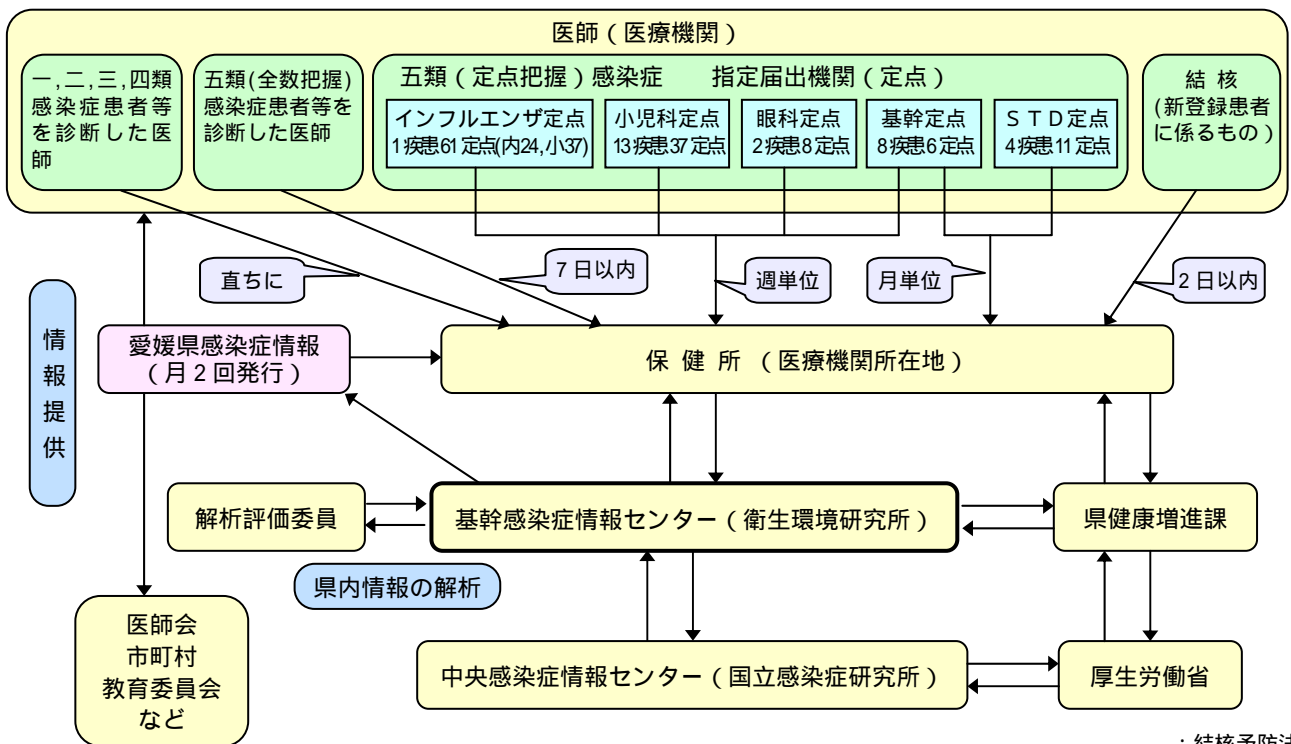 医師（医療機関）
一,二,三,四類
感染症患者等
を診断した医
師
五類(全数把握)
感染症患者等を
診断した医師
五類（定点把握）感染症　　指定届出機関（定点）
インフルエンザ定点
1疾患61定点(内24,小37)
小児科定点
13疾患37定点
眼科定点
2疾患8定点
基幹定点
8疾患6定点
ＳＴＤ定点
4疾患11定点
結 核
(新登録患者
に係るもの）
直ちに
７日以内
週単位
月単位
２日以内
情報提供
愛媛県感染症情報
（月２回発行）
保 健 所 （医療機関所在地）
解析評価委員
基幹感染症情報センター（衛生環境研究所）
県健康増進課
県内情報の解析
医師会
市町村
教育委員会
など
中央感染症情報センター（国立感染症研究所）
厚生労働省